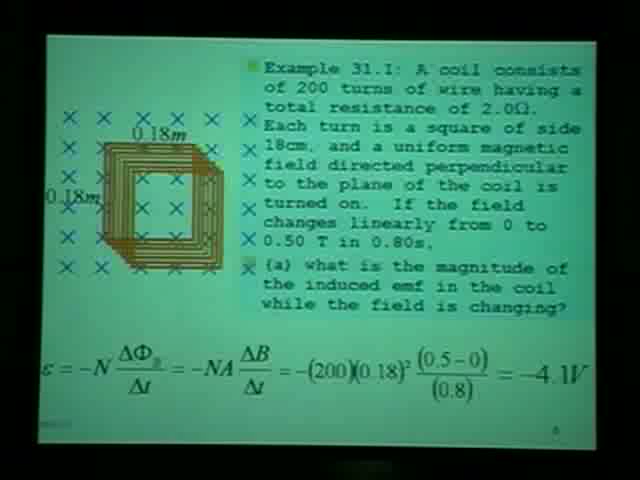 Example 31.1: A coil consists
of 200 turns of wire having a
total resistance of 2.0Ω.
Each turn is a square of side
18cm, and a uniform magnetic
field directed perpendicular
to the plane of the coil is
turned on. If the field
changes linearly from 0 to
0.50 T in 0.80s,
(a) what is the magnitude of
the induced emf in the coil
while the field is changing?
0.18m
0.18m
ε = -N ΔΦ_B/Δt = -NA ΔB/Δt = -(200)(0.18)² (0.5-0)/(0.8) = -4.1V